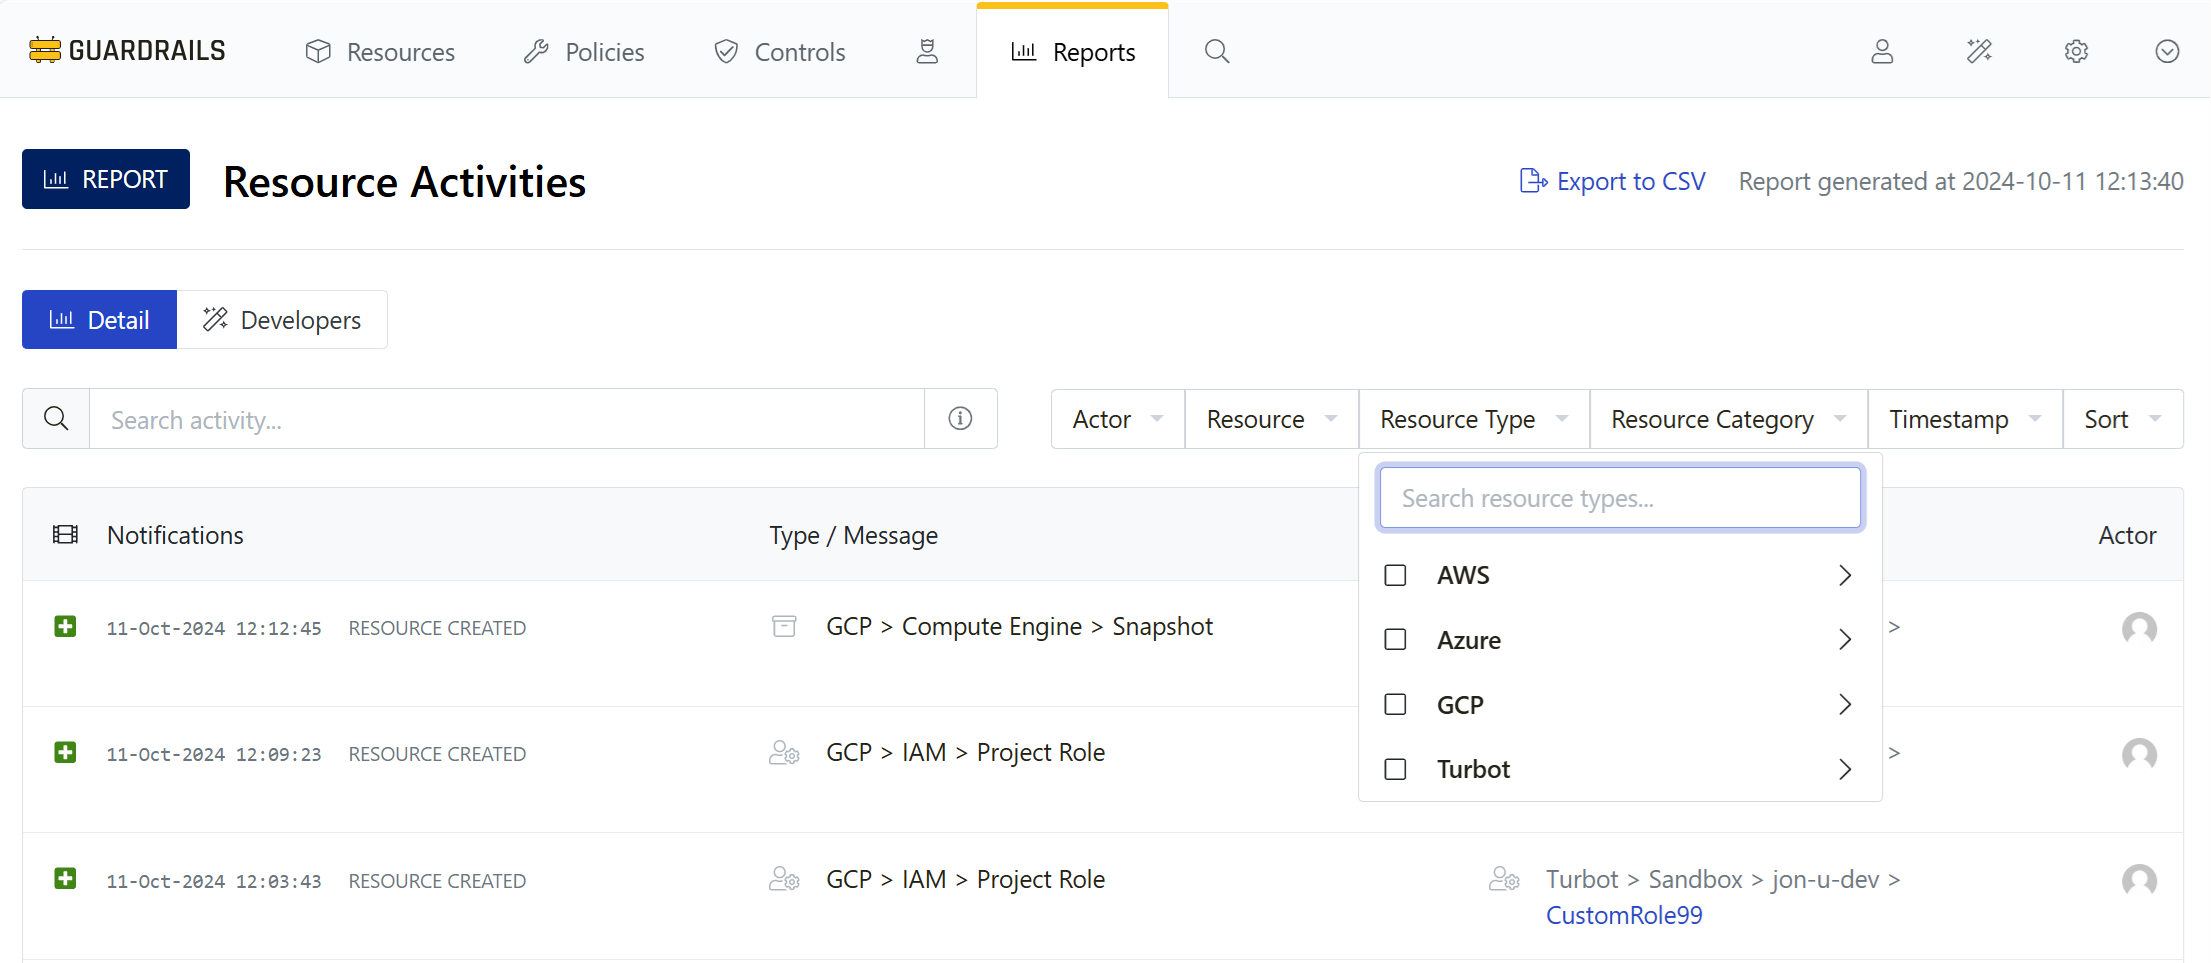 GUARDRAILS Resources Policies Controls Reports
REPORT Resource Activities Export to CSV Report generated at 2024-10-11 12:13:40
Detail Developers
Search activity... Actor Resource Resource Type Resource Category Timestamp Sort
Search resource types...
AWS
Azure
GCP
Turbot
Notifications Type / Message Actor
11-Oct-2024 12:12:45 RESOURCE CREATED GCP > Compute Engine > Snapshot >
11-Oct-2024 12:09:23 RESOURCE CREATED GCP > IAM > Project Role >
11-Oct-2024 12:03:43 RESOURCE CREATED GCP > IAM > Project Role Turbot > Sandbox > jon-u-dev >
CustomRole99